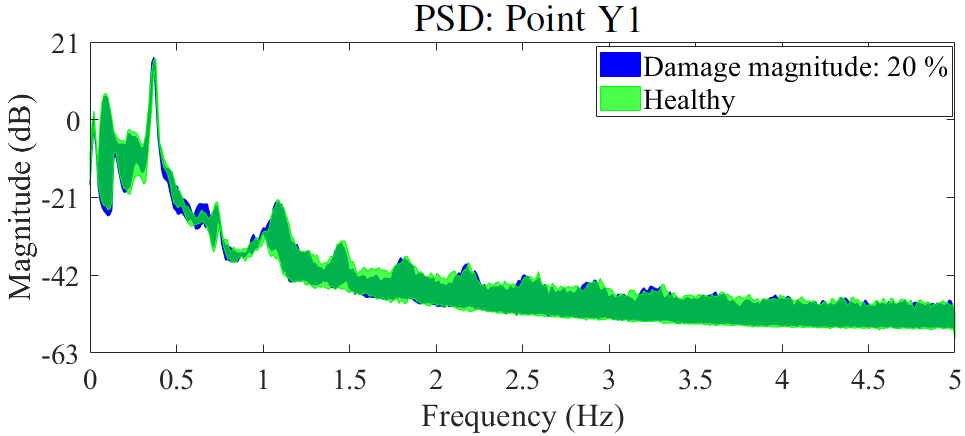 PSD: Point Y1
Damage magnitude: 20 %
Healthy
Magnitude (dB)
21
0
-21
-42
-63
0 0.5 1 1.5 2 2.5 3 3.5 4 4.5 5
Frequency (Hz)